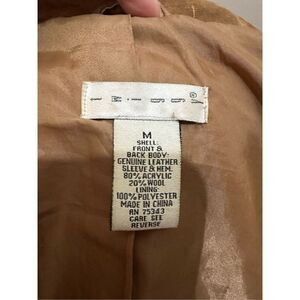 M
SHELL:
FRONT &
BACK BODY:
GENUINE LEATHER
SLEEVE & HEM:
80% ACRYLIC
20% WOOL
LINING:
100% POLYESTER
MADE IN CHINA
RN 75343
CARE SEE
REVERSE